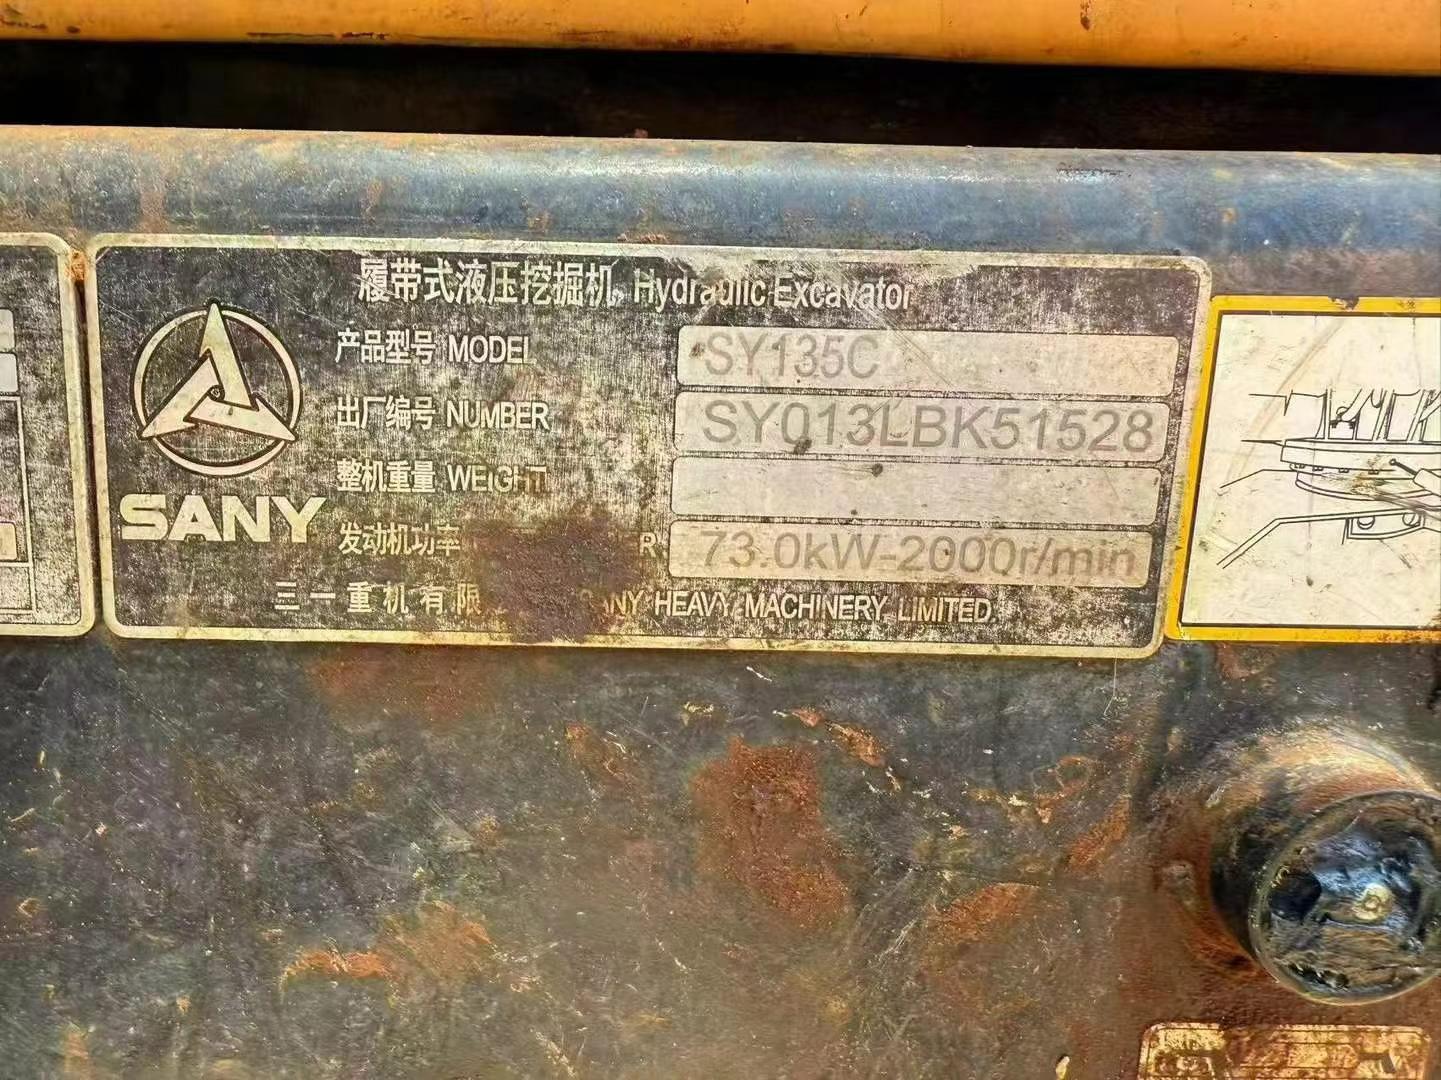 履带式液压挖掘机 Hydraulic Excavator
产品型号 MODEL SY135C
出厂编号 NUMBER SY013LBK51528
整机重量 WEIGHT
发动机功率 73.0kW-2000r/min
SANY
三一重机有限 SANY HEAVY MACHINERY LIMITED.